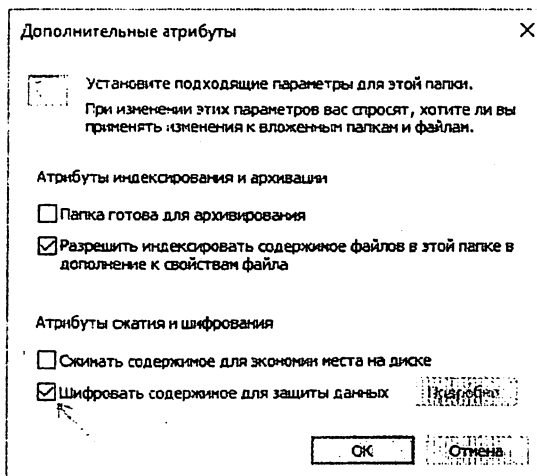 Дополнительные атрибуты
Установите подходящие параметры для этой папки.
При изменении этих параметров вас спросят, хотите ли вы
применять изменения к вложенным папкам и файлам.
Атрибуты индексирования и архивации
Папка готова для архивирования
Разрешить индексировать содержимое файлов в этой папке в
дополнение к свойствам файла
Атрибуты сжатия и шифрования
Сжимать содержимое для экономии места на диске
Шифровать содержимое для защиты данных
Подробно
ОК
Отмена